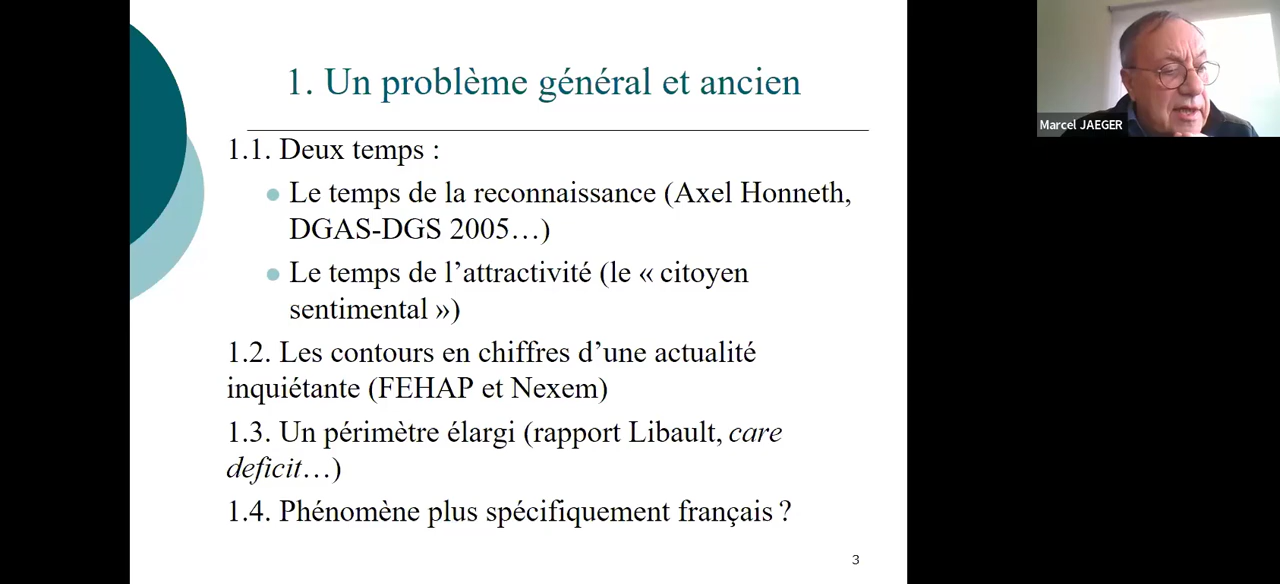 1. Un problème général et ancien
1.1. Deux temps :
Le temps de la reconnaissance (Axel Honneth,
DGAS-DGS 2005…)
Le temps de l’attractivité (le « citoyen
sentimental »)
1.2. Les contours en chiffres d’une actualité
inquiétante (FEHAP et Nexem)
1.3. Un périmètre élargi (rapport Libault, care
deficit…)
1.4. Phénomène plus spécifiquement français ?
3
Marcel JAEGER